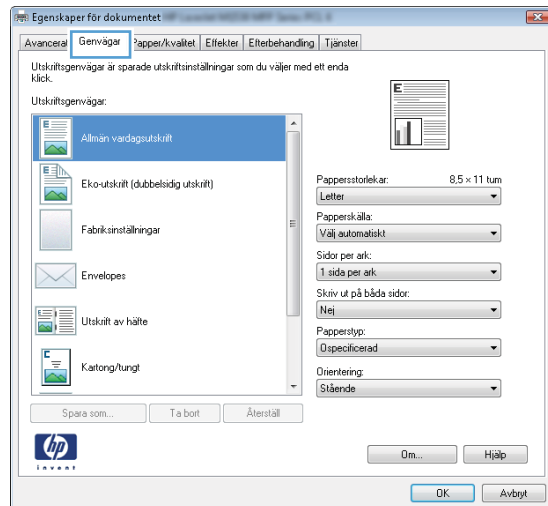 Egenskaper för dokumentet
Avancerat Genvägar Papper/kvalitet Effekter Efterbehandling Tjänster
Utskriftsgenvägar är sparade utskriftsinställningar som du väljer med ett enda
klick.
Utskriftsgenvägar:
Allmän vardagsutskrift
Eko-utskrift (dubbelsidig utskrift)
Fabriksinställningar
Envelopes
Utskrift av häfte
Kartong/tungt
Spara som... Ta bort Återställ
E
Pappersstorlekar: 8,5 × 11 tum
Letter
Papperskälla:
Välj automatiskt
Sidor per ark:
1 sida per ark
Skriv ut på båda sidor:
Nej
Papperstyp:
Ospecificerad
Orientering:
Stående
hp
invent
Om... Hjälp
OK Avbryt